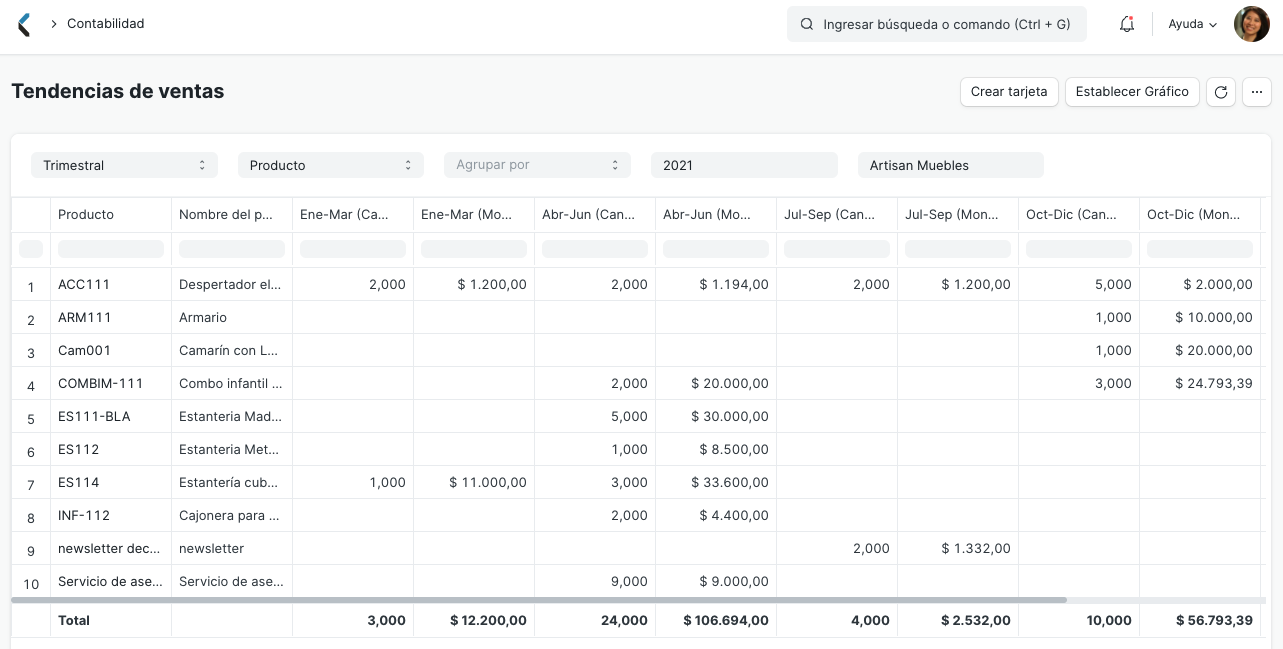 Contabilidad
Ingresar búsqueda o comando (Ctrl + G)
Ayuda
Tendencias de ventas
Crear tarjeta
Establecer Gráfico
...
Trimestral
Producto
Agrupar por
2021
Artisan Muebles
Producto Nombre del p... Ene-Mar (Ca... Ene-Mar (Mo... Abr-Jun (Can... Abr-Jun (Mo... Jul-Sep (Can... Jul-Sep (Mon... Oct-Dic (Can... Oct-Dic (Mon...
1 ACC111 Despertador el... 2,000 $ 1.200,00 2,000 $ 1.194,00 2,000 $ 1.200,00 5,000 $ 2.000,00
2 ARM111 Armario 1,000 $ 10.000,00
3 Cam001 Camarín con L... 1,000 $ 20.000,00
4 COMBIM-111 Combo infantil ... 2,000 $ 20.000,00 3,000 $ 24.793,39
5 ES111-BLA Estanteria Mad... 5,000 $ 30.000,00
6 ES112 Estanteria Met... 1,000 $ 8.500,00
7 ES114 Estantería cub... 1,000 $ 11.000,00 3,000 $ 33.600,00
8 INF-112 Cajonera para ... 2,000 $ 4.400,00
9 newsletter dec... newsletter 2,000 $ 1.332,00
10 Servicio de ase... Servicio de ase... 9,000 $ 9.000,00
Total 3,000 $ 12.200,00 24,000 $ 106.694,00 4,000 $ 2.532,00 10,000 $ 56.793,39